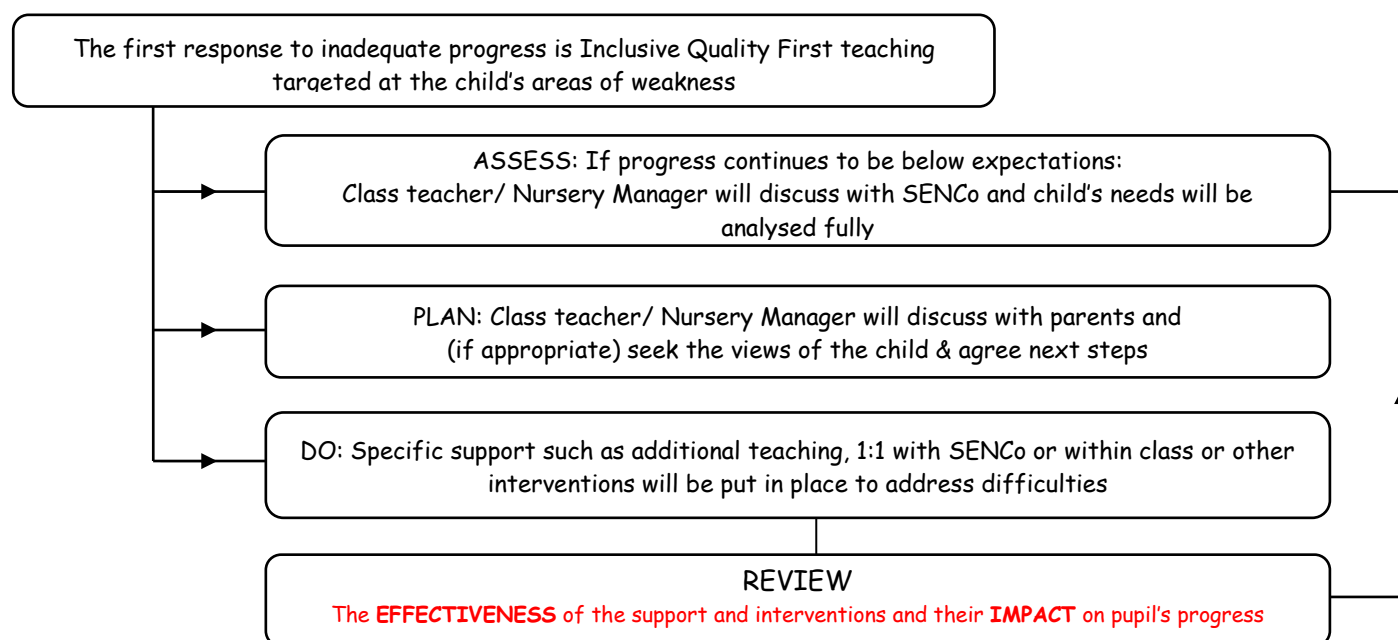 The first response to inadequate progress is Inclusive Quality First teaching
targeted at the child's areas of weakness
ASSESS: If progress continues to be below expectations:
Class teacher/ Nursery Manager will discuss with SENCo and child's needs will be
analysed fully
PLAN: Class teacher/ Nursery Manager will discuss with parents and
(if appropriate) seek the views of the child & agree next steps
DO: Specific support such as additional teaching, 1:1 with SENCo or within class or other
interventions will be put in place to address difficulties
REVIEW
The EFFECTIVENESS of the support and interventions and their IMPACT on pupil's progress